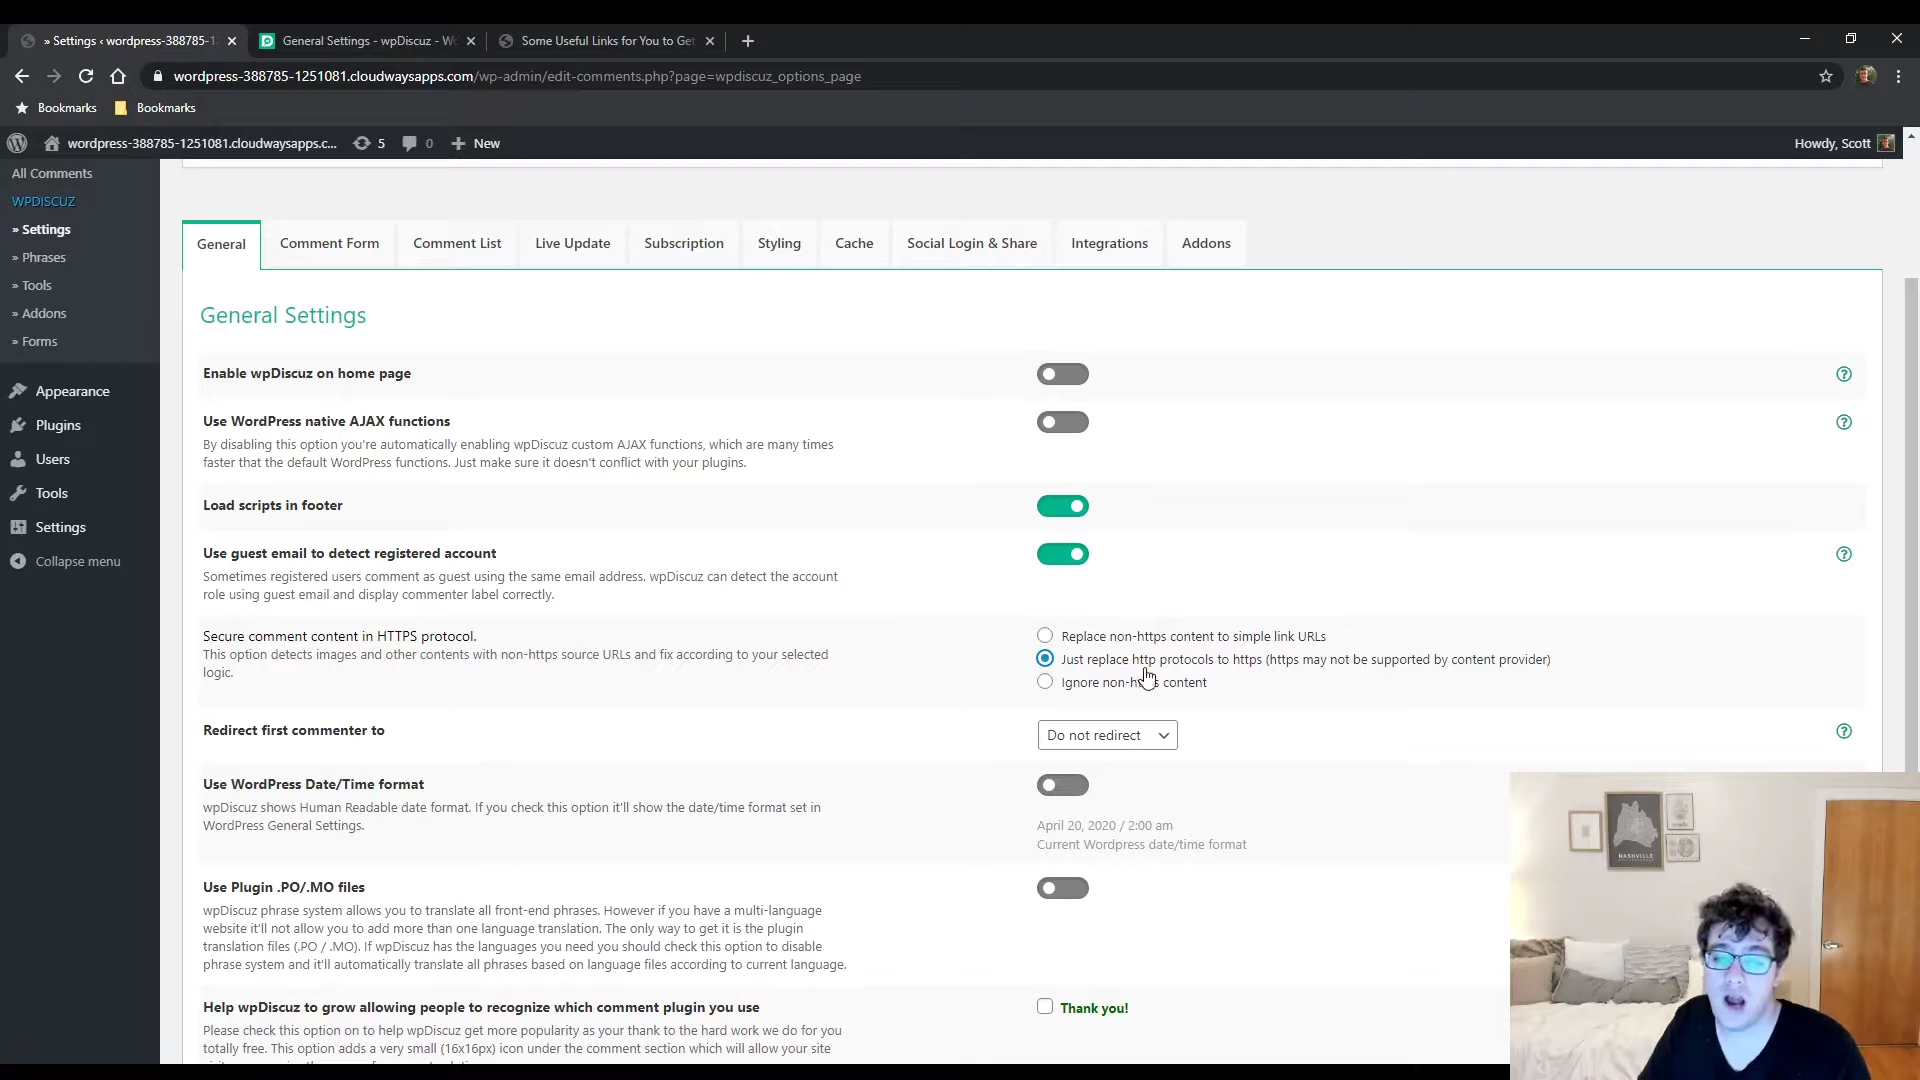 » Settings ‹ wordpress-388785-1
General Settings - wpDiscuz - Wo
Some Useful Links for You to Get
wordpress-388785-1251081.cloudwaysapps.com/wp-admin/edit-comments.php?page=wpdiscuz_options_page
Bookmarks
Bookmarks
wordpress-388785-1251081.cloudwaysapps.c...
5
0
New
Howdy, Scott
All Comments
WPDISCUZ
» Settings
» Phrases
» Tools
» Addons
» Forms
Appearance
Plugins
Users
Tools
Settings
Collapse menu
General
Comment Form
Comment List
Live Update
Subscription
Styling
Cache
Social Login & Share
Integrations
Addons
General Settings
Enable wpDiscuz on home page
Use WordPress native AJAX functions
By disabling this option you're automatically enabling wpDiscuz custom AJAX functions, which are many times
faster that the default WordPress functions. Just make sure it doesn't conflict with your plugins.
Load scripts in footer
Use guest email to detect registered account
Sometimes registered users comment as guest using the same email address. wpDiscuz can detect the account
role using guest email and display commenter label correctly.
Secure comment content in HTTPS protocol.
This option detects images and other contents with non-https source URLs and fix according to your selected
logic.
Replace non-https content to simple link URLs
Just replace http protocols to https (https may not be supported by content provider)
Ignore non-https content
Redirect first commenter to
Do not redirect
Use WordPress Date/Time format
wpDiscuz shows Human Readable date format. If you check this option it'll show the date/time format set in
WordPress General Settings.
April 20, 2020 / 2:00 am
Current Wordpress date/time format
Use Plugin .PO/.MO files
wpDiscuz phrase system allows you to translate all front-end phrases. However if you have a multi-language
website it'll not allow you to add more than one language translation. The only way to get it is the plugin
translation files (.PO / .MO). If wpDiscuz has the languages you need you should check this option to disable
phrase system and it'll automatically translate all phrases based on language files according to current language.
Help wpDiscuz to grow allowing people to recognize which comment plugin you use
Please check this option on to help wpDiscuz get more popularity as your thank to the hard work we do for you
totally free. This option adds a very small (16x16px) icon under the comment section which will allow your site
Thank you!
NASHVILLE